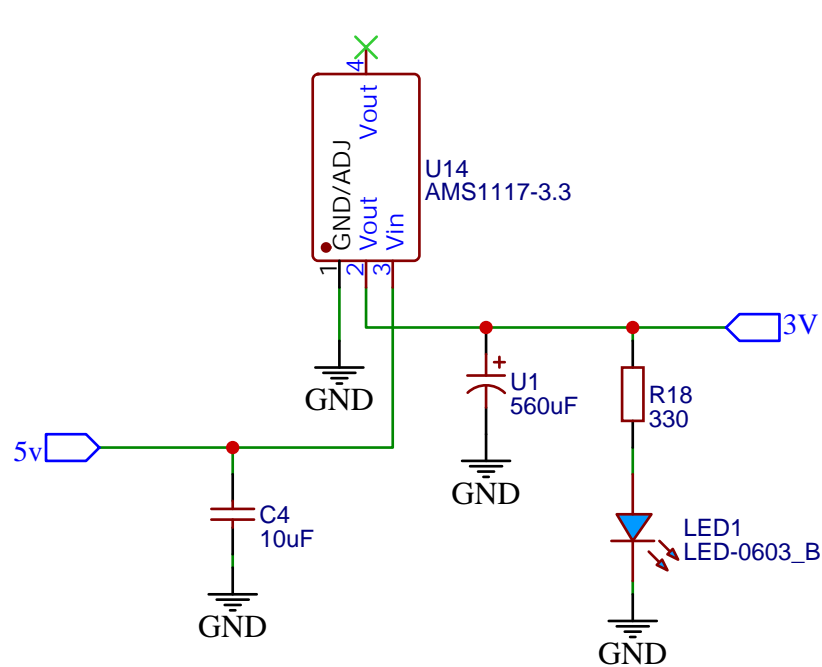 4
Vout
GND/ADJ
Vout
Vin
1
2
3
U14
AMS1117-3.3
GND
3V
+
U1
560uF
GND
R18
330
5v
C4
10uF
GND
LED1
LED-0603_B
GND